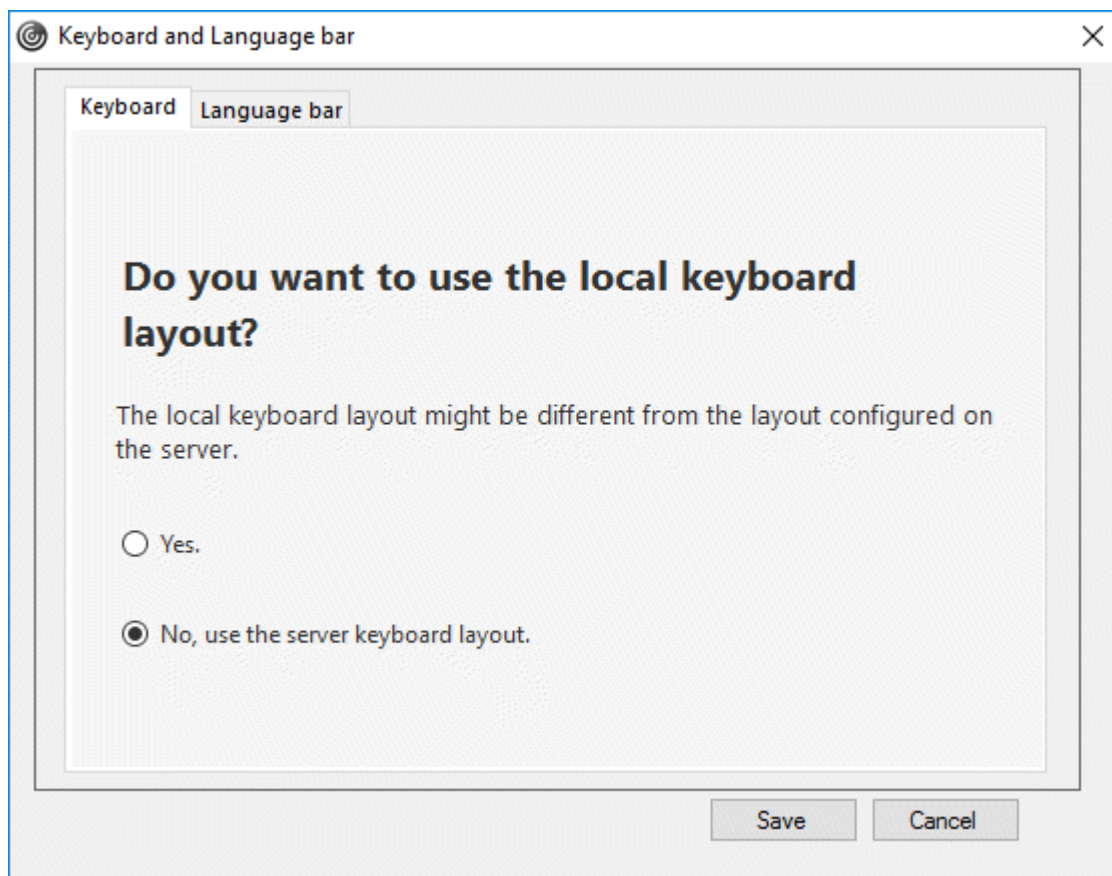 Keyboard and Language bar
Keyboard
Language bar
Do you want to use the local keyboard
layout?
The local keyboard layout might be different from the layout configured on
the server.
Yes.
No, use the server keyboard layout.
Save
Cancel